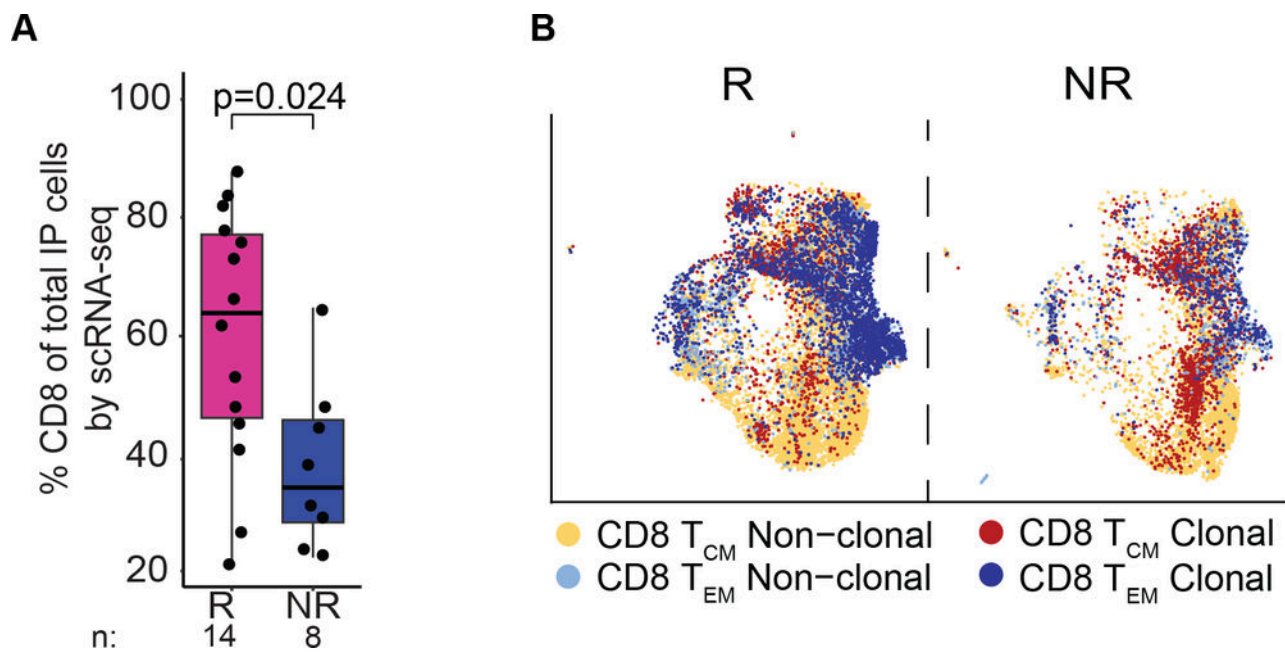 A
B
% CD8 of total IP cells
by scRNA-seq
100
80
60
40
20
p=0.024
R NR
n: 14 8
R NR
CD8 TCM Non−clonal
CD8 TCM Clonal
CD8 TEM Non−clonal
CD8 TEM Clonal